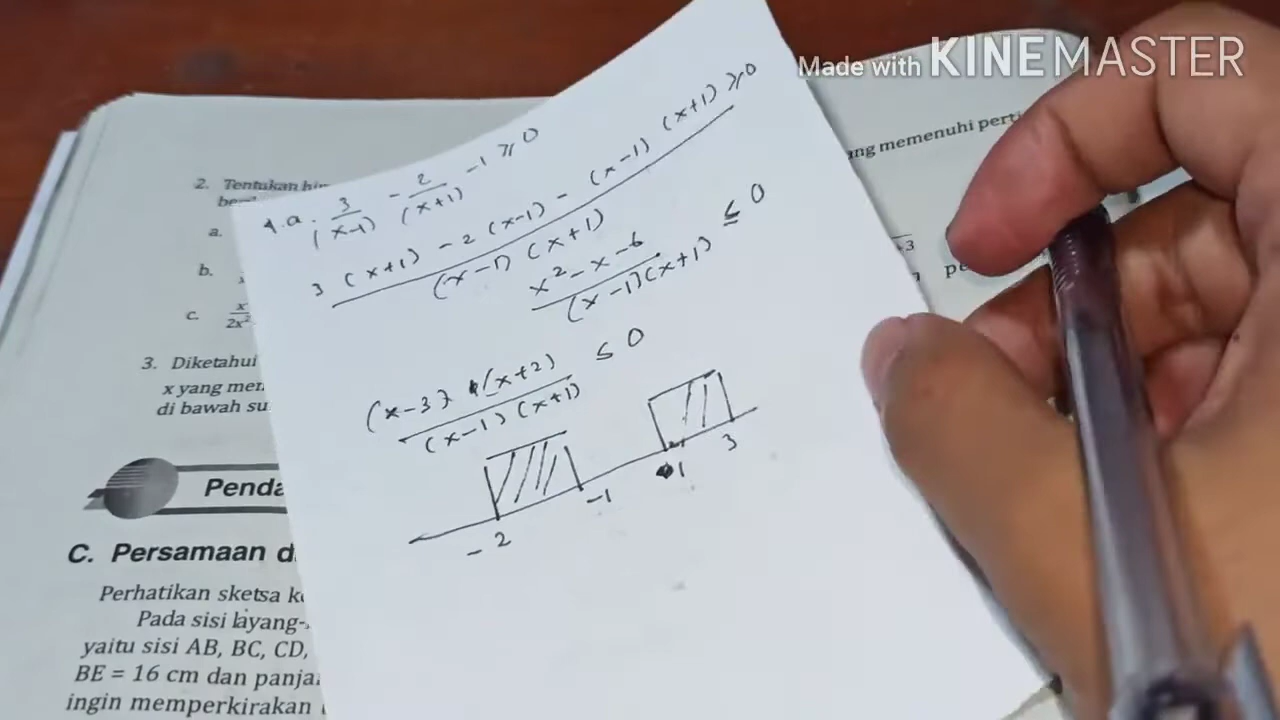 Made with KINEMASTER
ang memenuhi perti
2. Tentukan
a.
b.
c. x/2x²
3. Diketahui
x yang mem
di bawah su
1.a. 3/(x-1) - 2/(x+1) - 1 ≥ 0
3(x+1) - 2(x-1) - (x-1)(x+1) ≥ 0
(x-1)(x+1)
x² - x - 6 ≤ 0
(x-1)(x+1)
(x-3)(x+2) ≤ 0
(x-1)(x+1)
-2 -1 1 3
Penda
C. Persamaan d
Perhatikan sketsa k
Pada sisi layang-
yaitu sisi AB, BC, CD,
BE = 16 cm dan panja
ingin memperkirakan